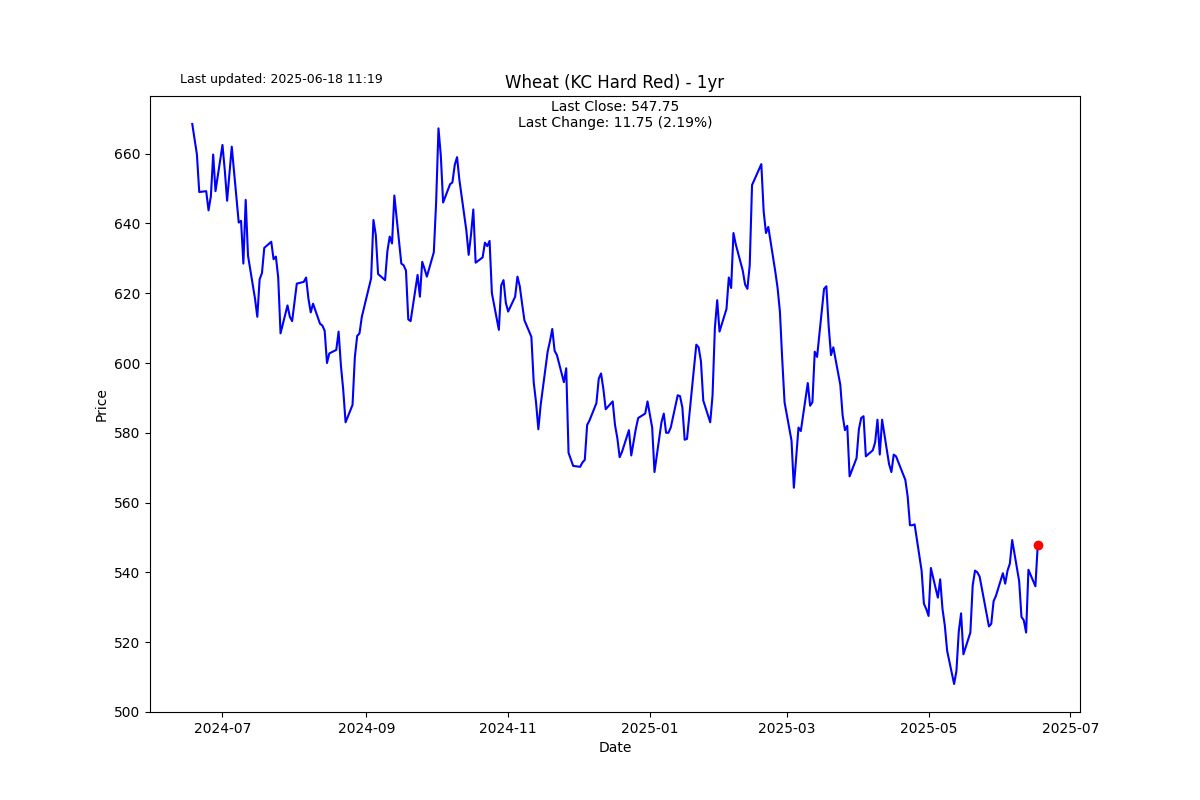 Last updated: 2025-06-18 11:19
Wheat (KC Hard Red) - 1yr
Last Close: 547.75
Last Change: 11.75 (2.19%)
Price
660
640
620
600
580
560
540
520
500
2024-07
2024-09
2024-11
2025-01
2025-03
2025-05
2025-07
Date